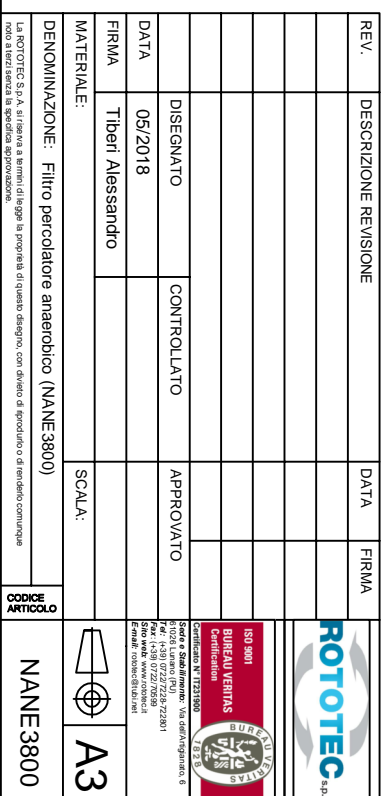 REV.
DESCRIZIONE REVISIONE
DATA
FIRMA
ROTOTEC s.p.
DISEGNATO
CONTROLLATO
APPROVATO
DATA
05/2018
FIRMA
Tiberi Alessandro
ISO 9001
BUREAU VERITAS
Certification
BUREAU VERITAS
1828
Certificato N° IT231900
Sede e Stabilimento: Via dell'Artigianato, 6
61026 Lunano (PU)
Tel: (+39) 0722/7228-722801
Fax: (+39) 0722/70599
Sito web: www.rototec.it
E-mail: rototec@tubi.net
MATERIALE:
SCALA:
A3
DENOMINAZIONE: Filtro percolatore anaerobico (NANE3800)
CODICE
ARTICOLO
NANE3800
La ROTOTEC S.p.A. si riserva a termini di legge la proprietà di questo disegno, con divieto di riprodurlo o di renderlo comunque
noto a terzi senza la specifica approvazione.